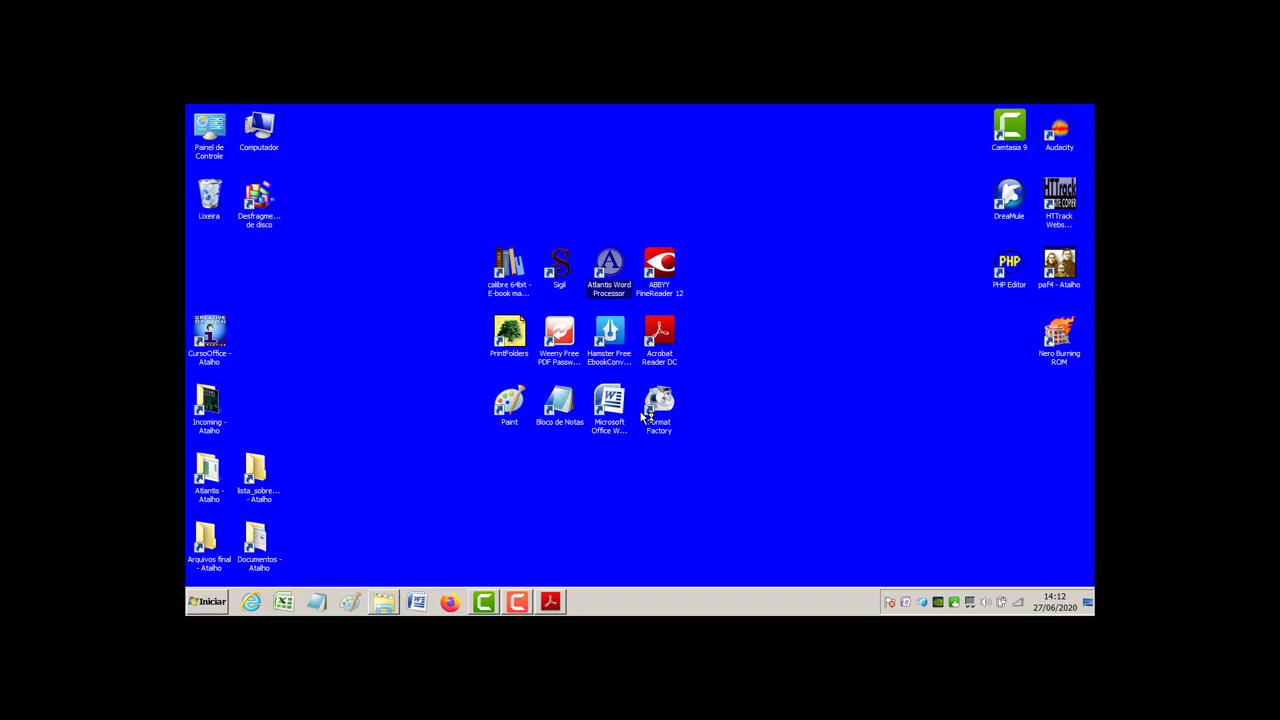 Painel de
Controle
Computador
Camtasia 9
Audacity
Lixeira
Desfragme...
de disco
DreaMule
HTTrack
HTTrack
Webs...
calibre 64bit -
E-book ma...
Sigil
Atlantis Word
Processor
ABBYY
FineReader 12
PHP
PHP Editor
paf4 - Atalho
CursoOffice -
Atalho
PrintFolders
Weeny Free
PDF Passw...
Hamster Free
EbookConv...
Acrobat
Reader DC
Nero Burning
ROM
Incoming -
Atalho
Paint
Bloco de Notas
Microsoft
Office W...
Format
Factory
Atlantis -
Atalho
lista_sobre...
- Atalho
Arquivos final
- Atalho
Documentos -
Atalho
Iniciar
14:12
27/06/2020